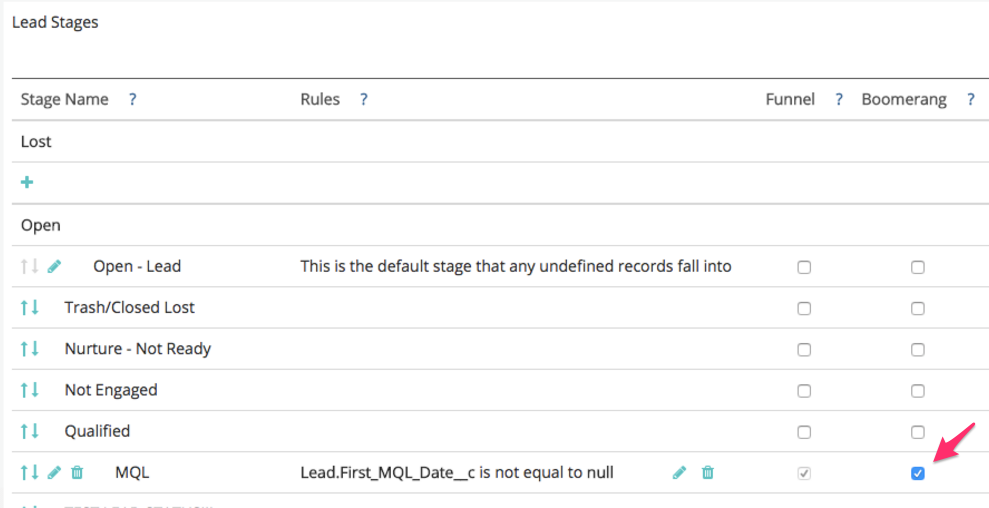 Lead Stages
Stage Name ? Rules ? Funnel ? Boomerang ?
Lost
+
Open
Open - Lead This is the default stage that any undefined records fall into
Trash/Closed Lost
Nurture - Not Ready
Not Engaged
Qualified
MQL Lead.First_MQL_Date__c is not equal to null